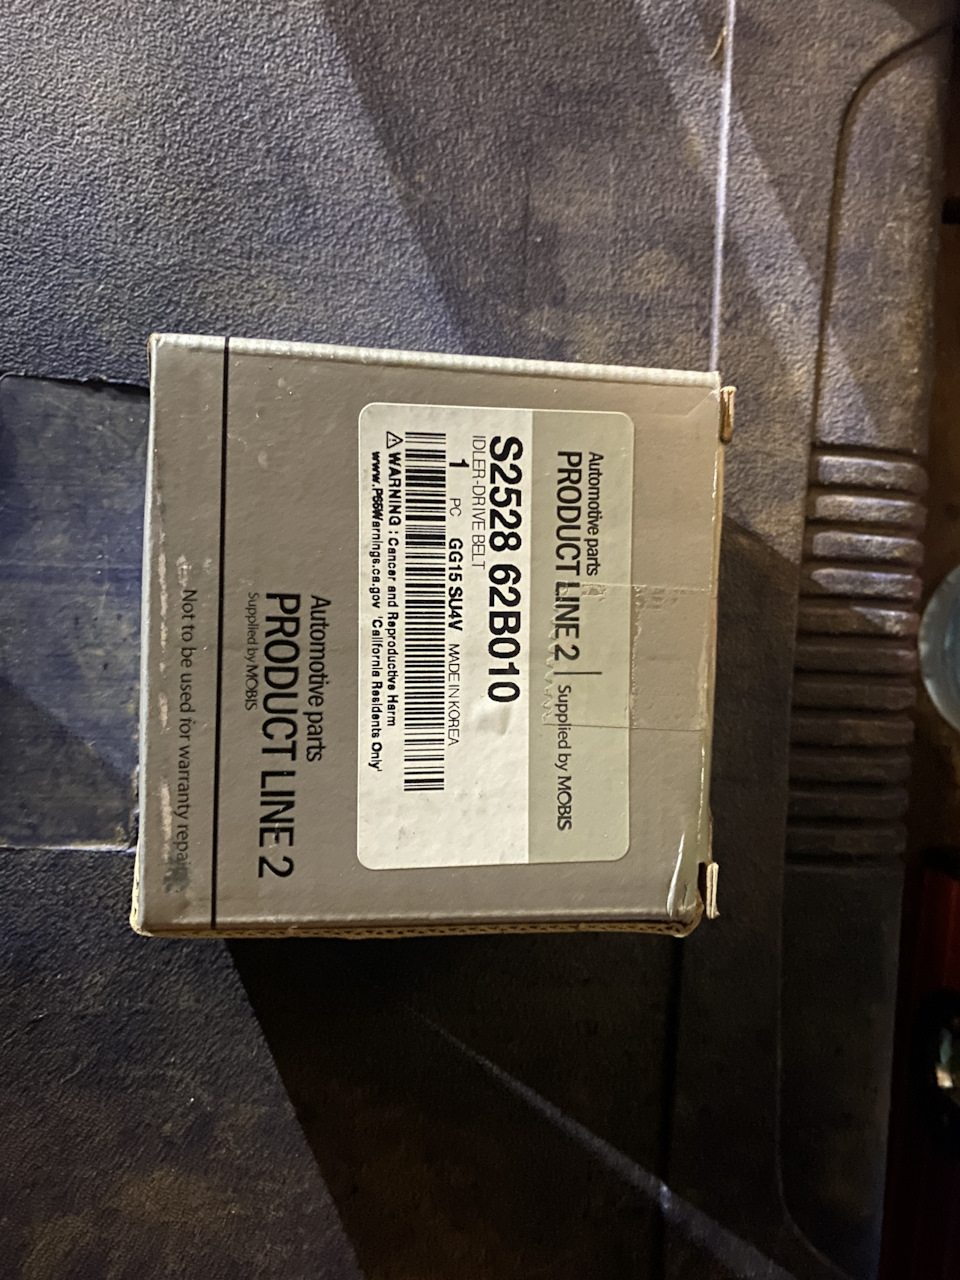 Automotive parts
PRODUCT LINE 2 | Supplied by MOBIS
S2528 62B010
IDLER-DRIVE BELT
1 PC GG15 SU4V MADE IN KOREA
⚠WARNING : Cancer and Reproductive Harm
www.P65Warnings.ca.gov 'California Residents Only'
Automotive parts
PRODUCT LINE 2
Supplied by MOBIS
Not to be used for warranty repair